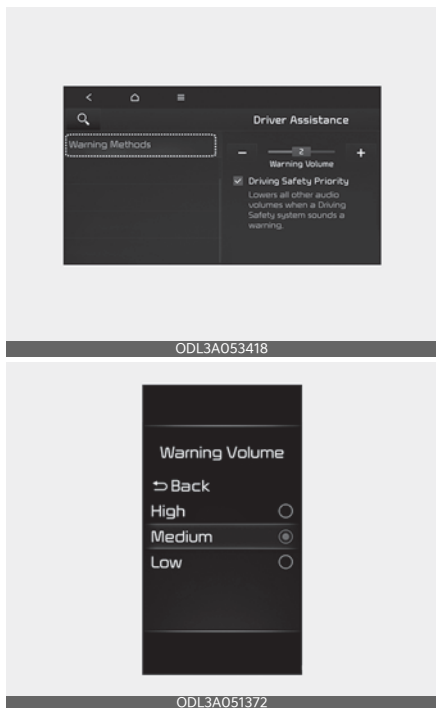 Driver Assistance
Warning Methods
2
Warning Volume
Driving Safety Priority
Lowers all other audio
volumes when a Driving
Safety system sounds a
warning.
ODL3A053418
Warning Volume
Back
High
Medium
Low
ODL3A051372